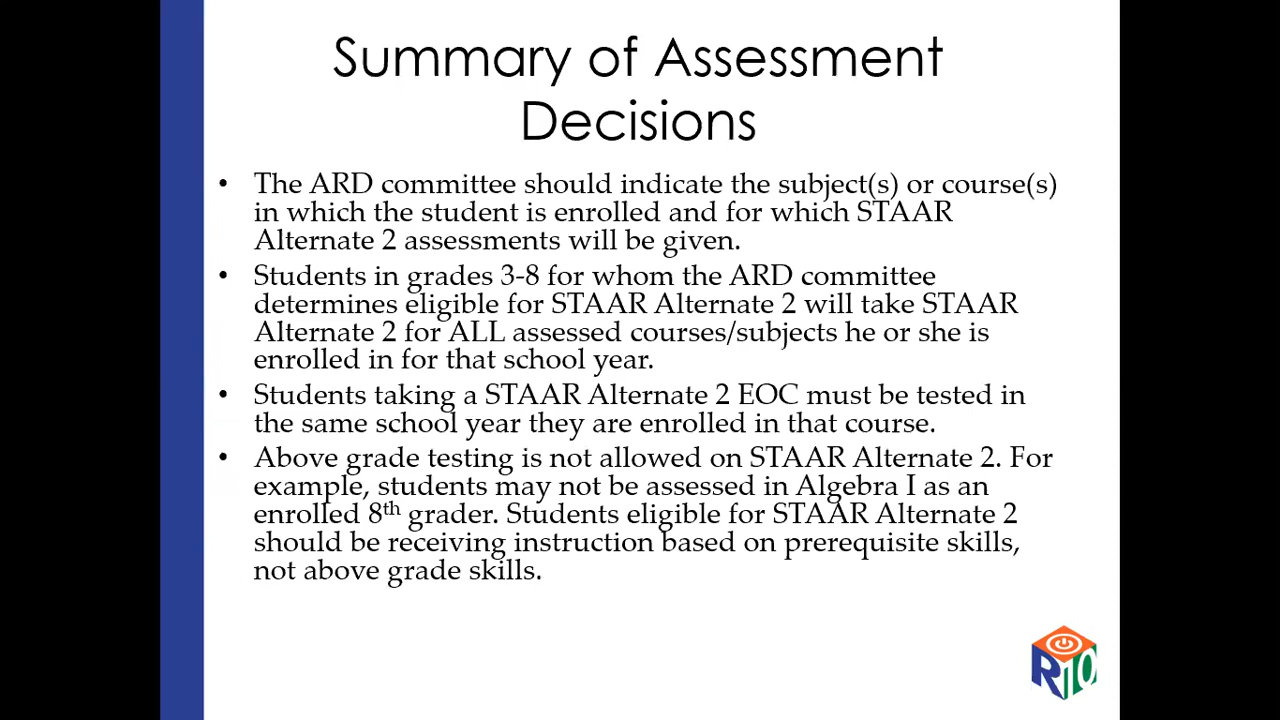 Summary of Assessment
Decisions
• The ARD committee should indicate the subject(s) or course(s)
in which the student is enrolled and for which STAAR
Alternate 2 assessments will be given.
• Students in grades 3-8 for whom the ARD committee
determines eligible for STAAR Alternate 2 will take STAAR
Alternate 2 for ALL assessed courses/subjects he or she is
enrolled in for that school year.
• Students taking a STAAR Alternate 2 EOC must be tested in
the same school year they are enrolled in that course.
• Above grade testing is not allowed on STAAR Alternate 2. For
example, students may not be assessed in Algebra I as an
enrolled 8th grader. Students eligible for STAAR Alternate 2
should be receiving instruction based on prerequisite skills,
not above grade skills.
R10